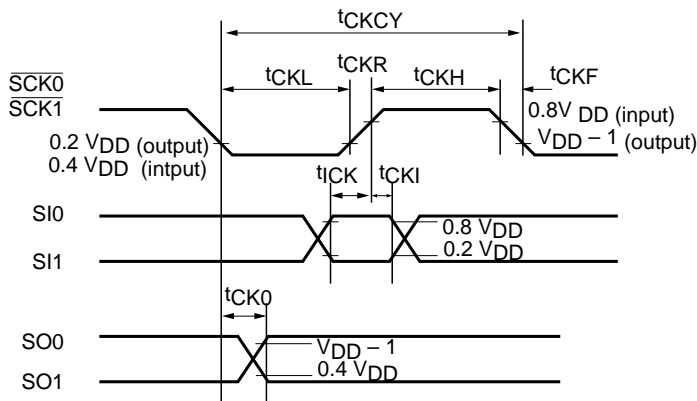 tCKCY
tCKL
tCKR
tCKH
tCKF
SCK0
SCK1
0.2 VDD (output)
0.4 VDD (intput)
0.8V DD (input)
VDD – 1 (output)
tICK
tCKI
SI0
SI1
0.8 VDD
0.2 VDD
tCK0
SO0
SO1
VDD – 1
0.4 VDD